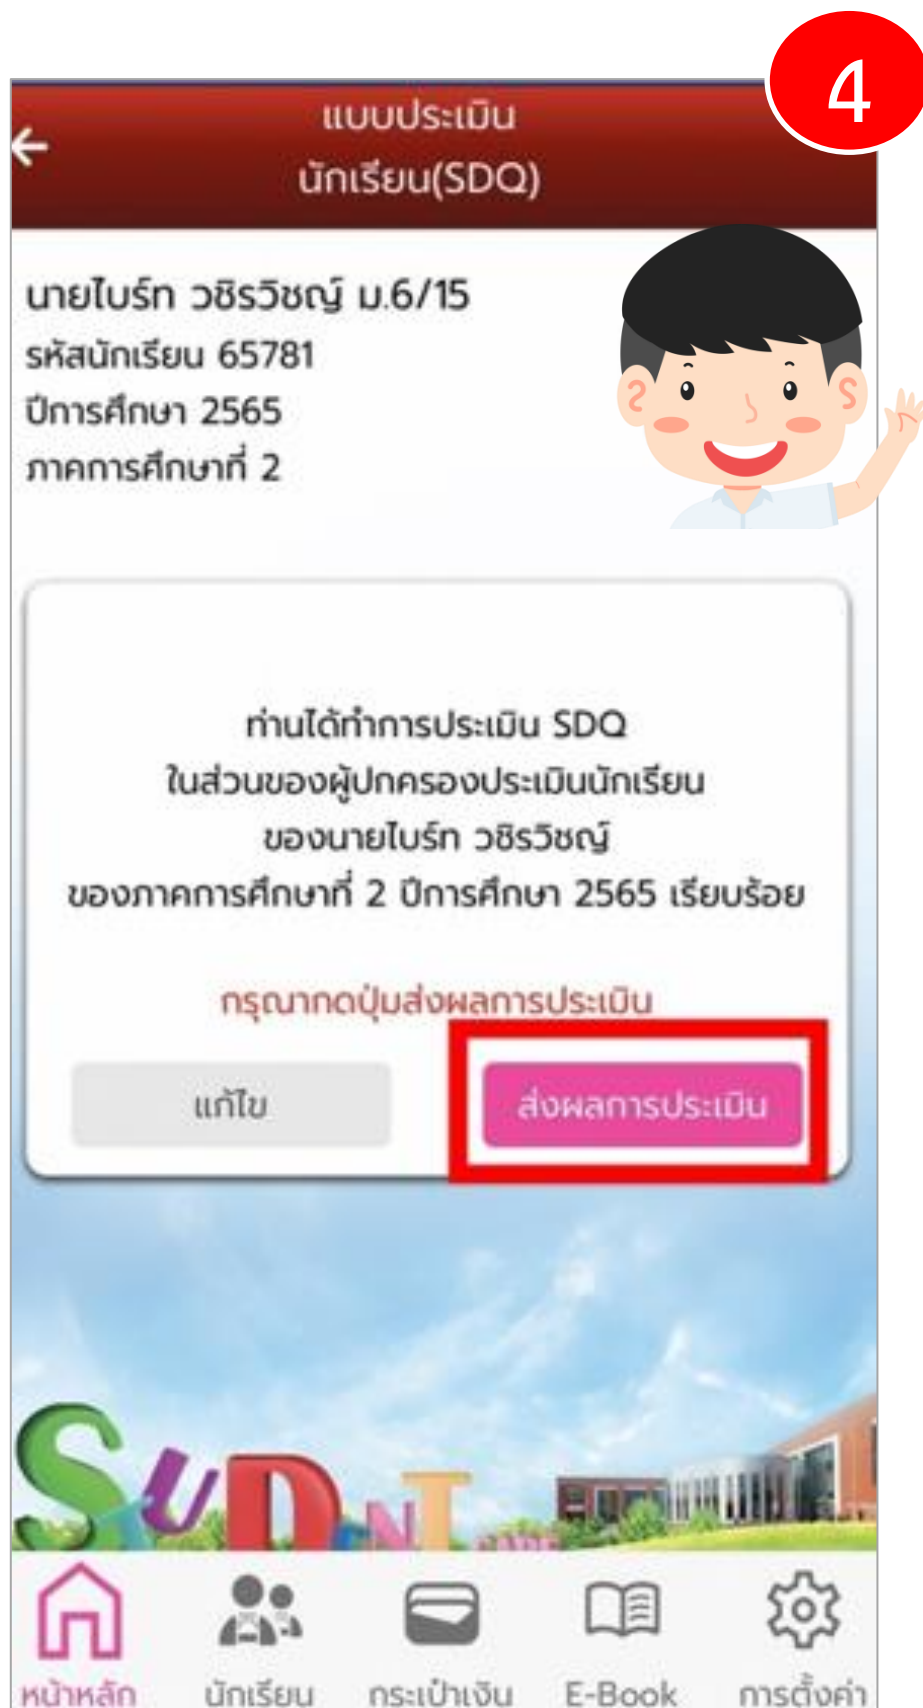 4
แบบประเมิน
นักเรียน(SDQ)
นายไบร์ท วชิรวิชญ์ ม.6/15
รหัสนักเรียน 65781
ปีการศึกษา 2565
ภาคการศึกษาที่ 2
ท่านได้ทำการประเมิน SDQ
ในส่วนของผู้ปกครองประเมินนักเรียน
ของนายไบร์ท วชิรวิชญ์
ของภาคการศึกษาที่ 2 ปีการศึกษา 2565 เรียบร้อย
กรุณากดปุ่มส่งผลการประเมิน
แก้ไข ส่งผลการประเมิน
STUDENT CARE
หน้าหลัก นักเรียน กระเป๋าเงิน E-Book การตั้งค่า